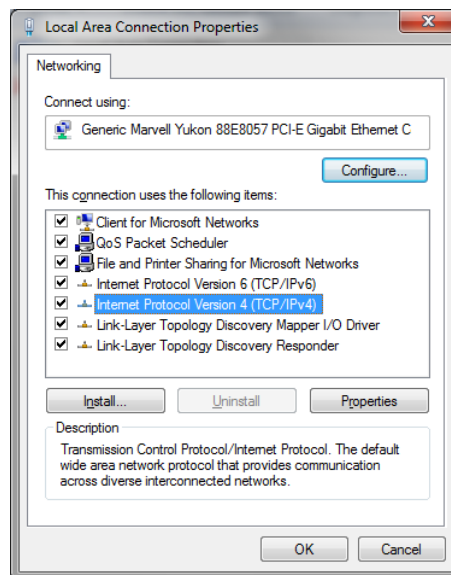 Local Area Connection Properties
Networking
Connect using:
Generic Marvell Yukon 88E8057 PCI-E Gigabit Ethernet C
Configure...
This connection uses the following items:
Client for Microsoft Networks
QoS Packet Scheduler
File and Printer Sharing for Microsoft Networks
Internet Protocol Version 6 (TCP/IPv6)
Internet Protocol Version 4 (TCP/IPv4)
Link-Layer Topology Discovery Mapper I/O Driver
Link-Layer Topology Discovery Responder
Install... Uninstall Properties
Description
Transmission Control Protocol/Internet Protocol. The default
wide area network protocol that provides communication
across diverse interconnected networks.
OK Cancel